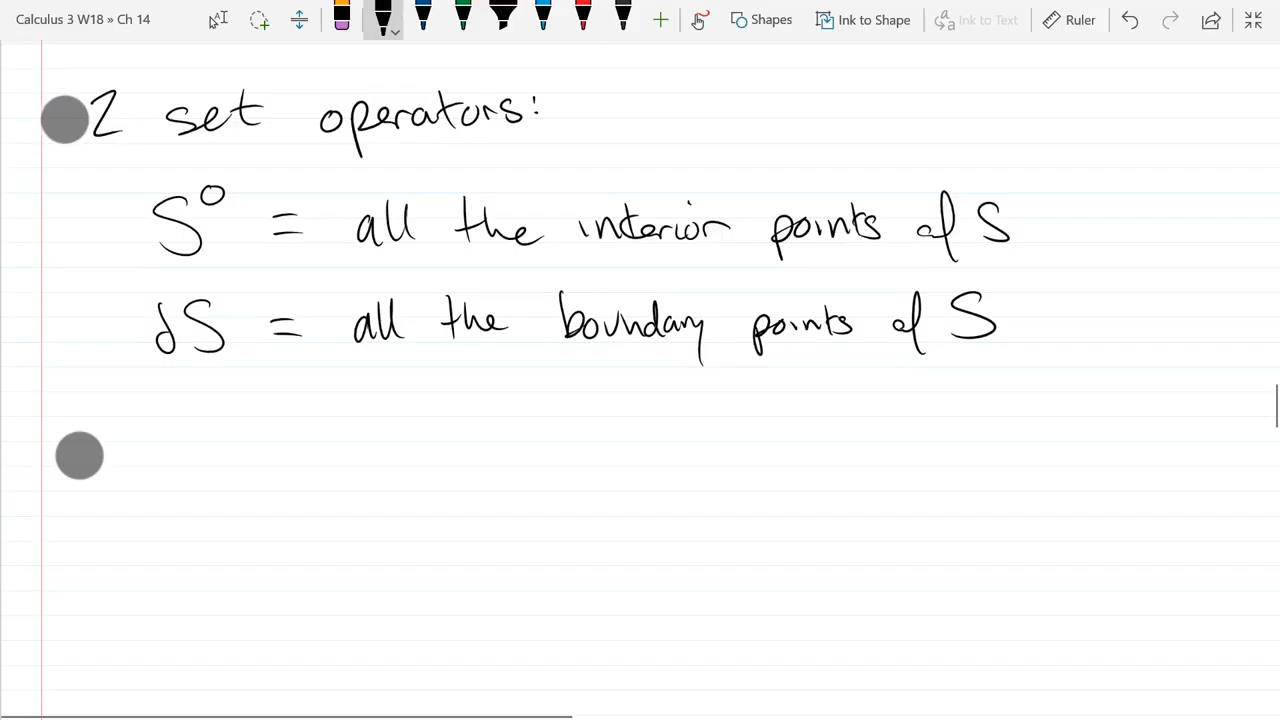 Calculus 3 W18 » Ch 14
Shapes
Ink to Shape
Ink to Text
Ruler
2 set operators:
S° = all the interior points of S
∂S = all the boundary points of S